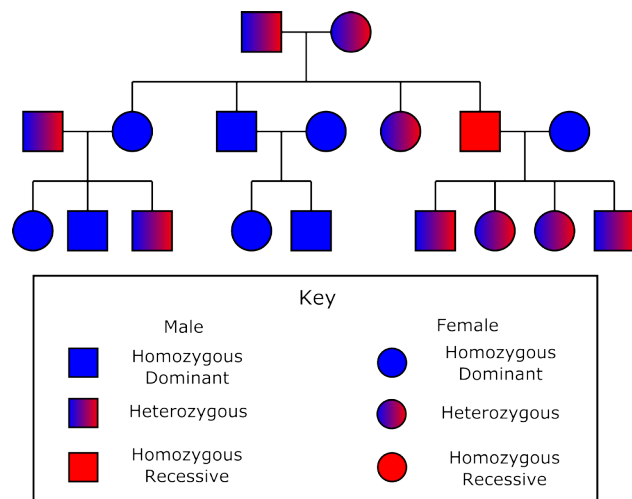 Key
Male
Female
Homozygous
Dominant
Homozygous
Dominant
Heterozygous
Heterozygous
Homozygous
Recessive
Homozygous
Recessive